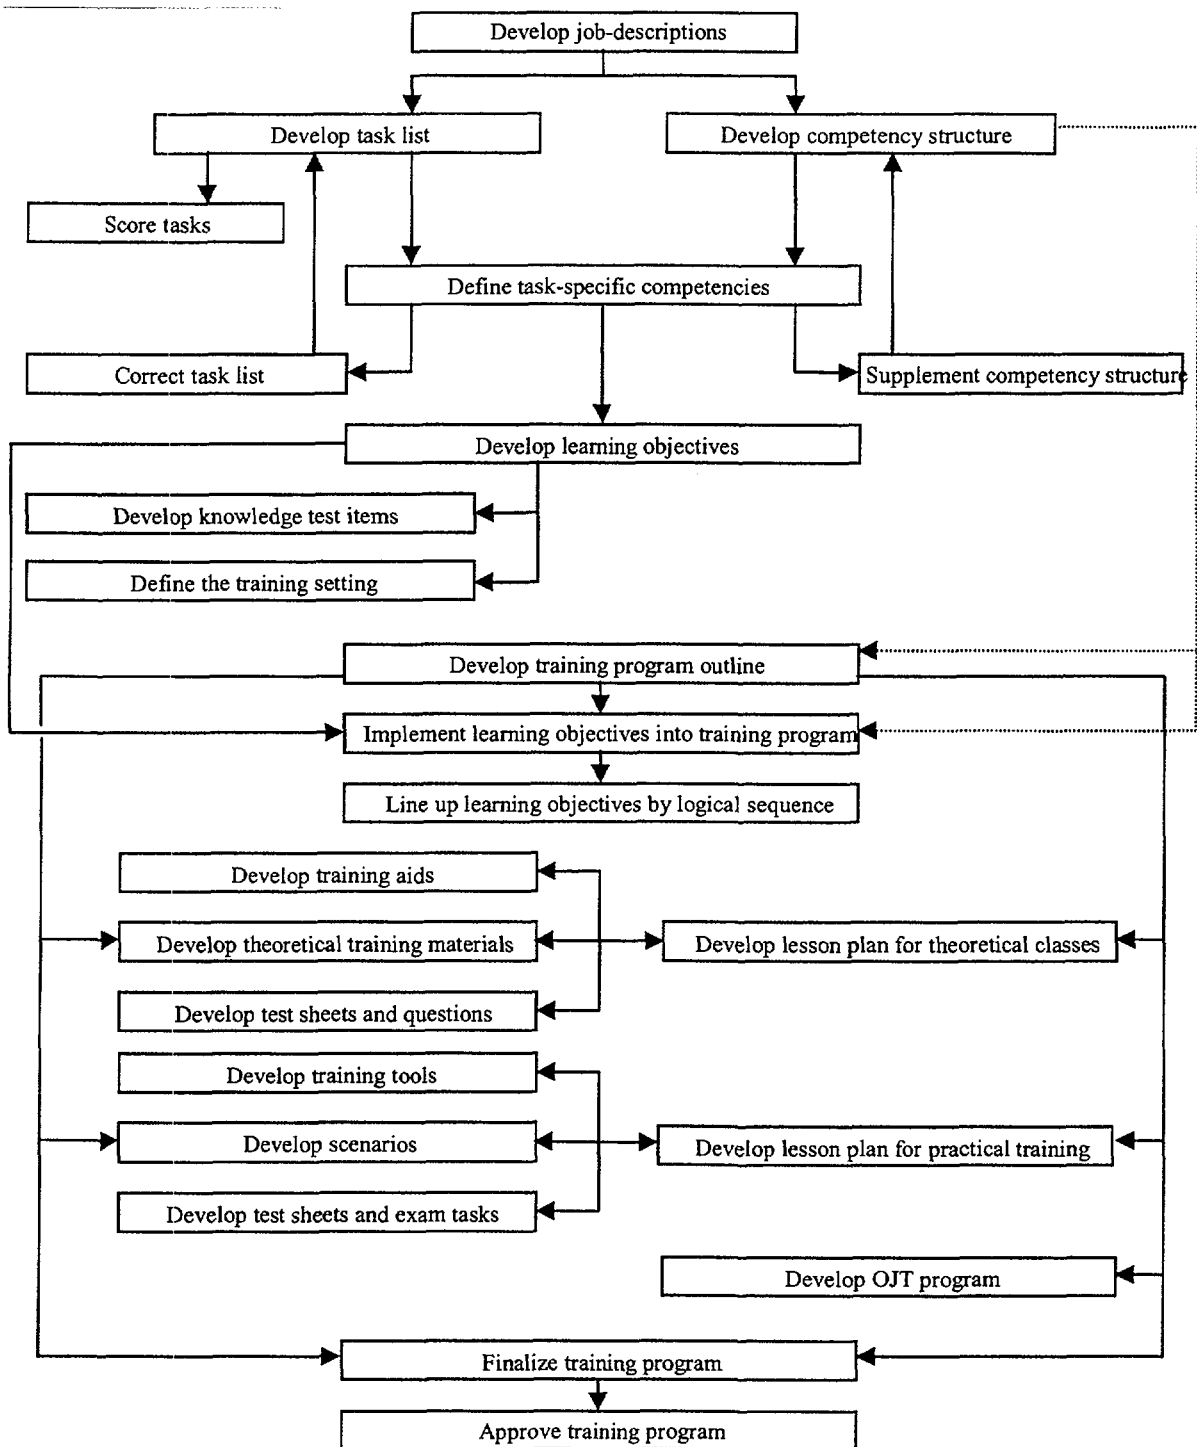 Develop job-descriptions
Develop task list
Develop competency structure
Score tasks
Define task-specific competencies
Correct task list
Supplement competency structure
Develop learning objectives
Develop knowledge test items
Define the training setting
Develop training program outline
Implement learning objectives into training program
Line up learning objectives by logical sequence
Develop training aids
Develop theoretical training materials
Develop lesson plan for theoretical classes
Develop test sheets and questions
Develop training tools
Develop scenarios
Develop lesson plan for practical training
Develop test sheets and exam tasks
Develop OJT program
Finalize training program
Approve training program